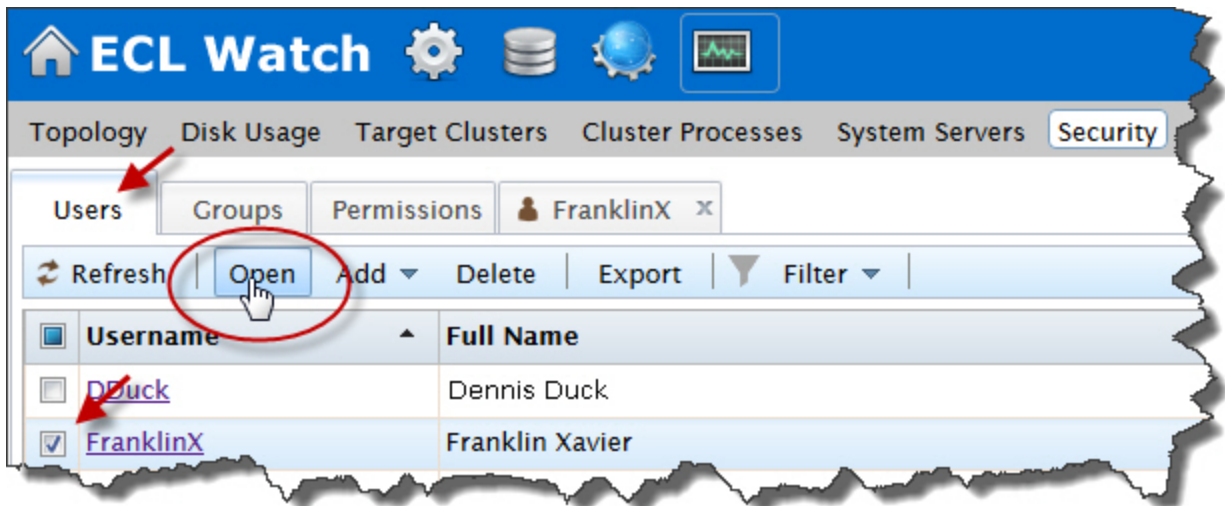 ECL Watch
Topology Disk Usage Target Clusters Cluster Processes System Servers Security
Users Groups Permissions FranklinX x
Refresh Open Add Delete Export Filter
Username Full Name
DDuck Dennis Duck
FranklinX Franklin Xavier